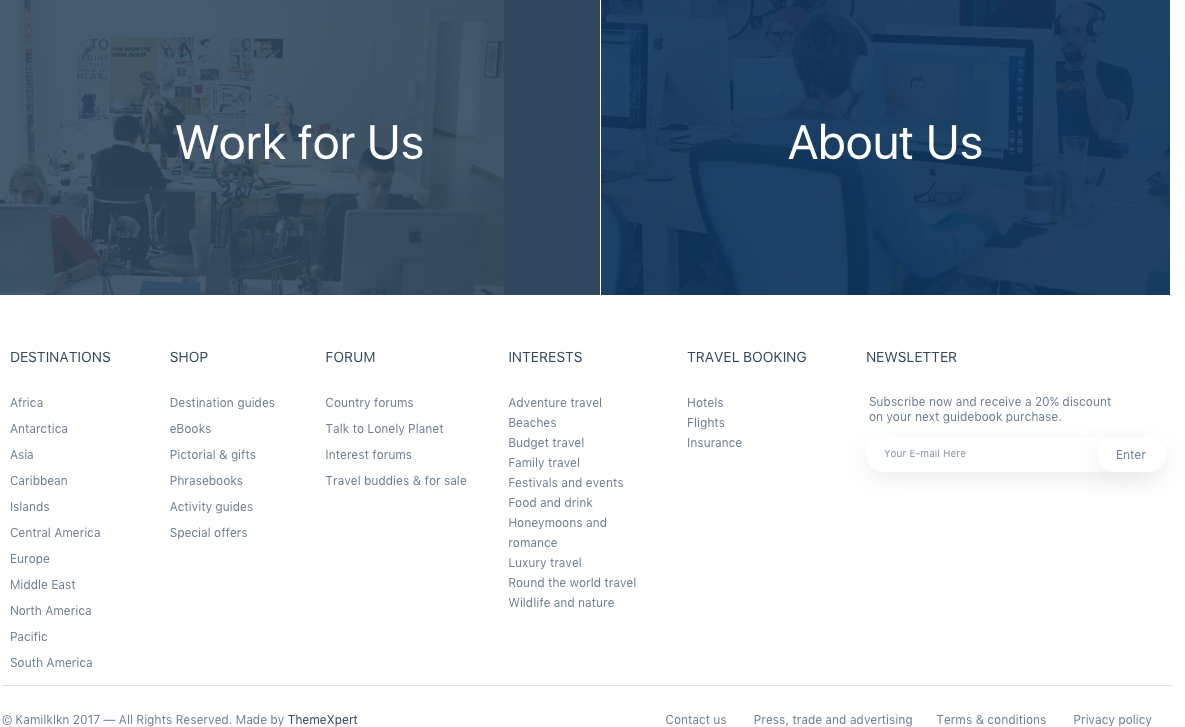 Work for Us
About Us
DESTINATIONS
Africa
Antarctica
Asia
Caribbean
Islands
Central America
Europe
Middle East
North America
Pacific
South America
SHOP
Destination guides
eBooks
Pictorial & gifts
Phrasebooks
Activity guides
Special offers
FORUM
Country forums
Talk to Lonely Planet
Interest forums
Travel buddies & for sale
INTERESTS
Adventure travel
Beaches
Budget travel
Family travel
Festivals and events
Food and drink
Honeymoons and
romance
Luxury travel
Round the world travel
Wildlife and nature
TRAVEL BOOKING
Hotels
Flights
Insurance
NEWSLETTER
Subscribe now and receive a 20% discount
on your next guidebook purchase.
Your E-mail Here
Enter
© Kamilklkn 2017 — All Rights Reserved. Made by ThemeXpert
Contact us
Press, trade and advertising
Terms & conditions
Privacy policy